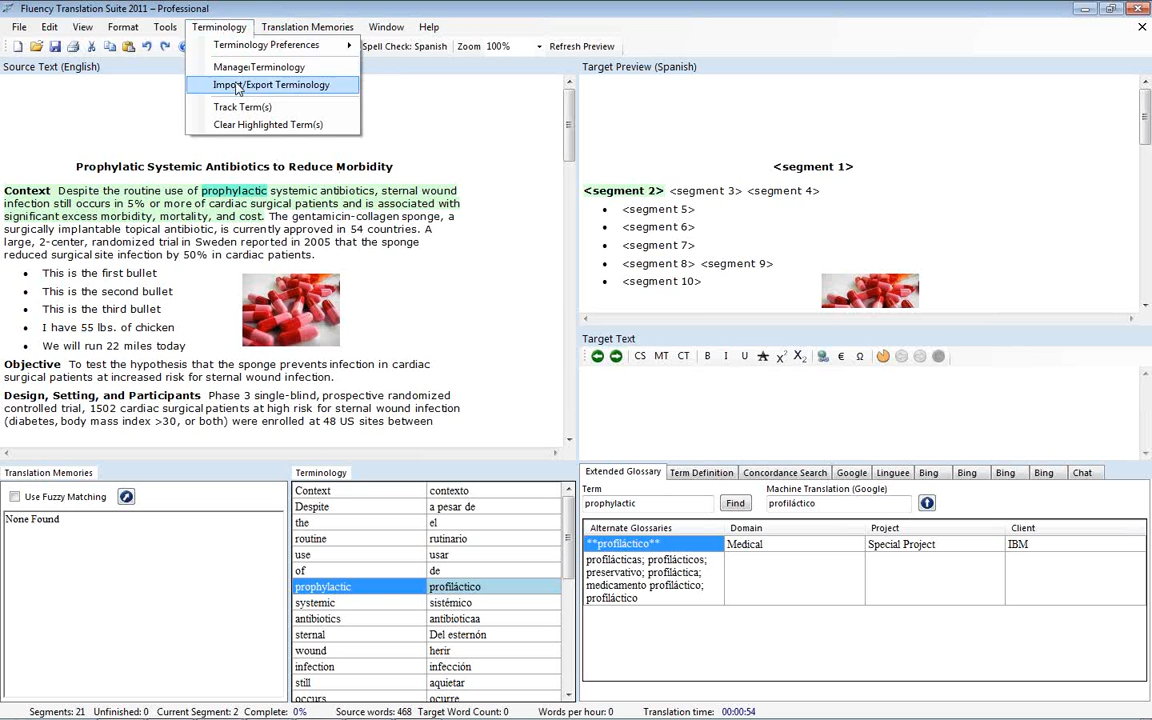 Fluency Translation Suite 2011 – Professional
File Edit View Format Tools Terminology Translation Memories Window Help
Spell Check: Spanish Zoom 100% Refresh Preview
Terminology Preferences
Manage Terminology
Import/Export Terminology
Track Term(s)
Clear Highlighted Term(s)
Source Text (English)
Prophylatic Systemic Antibiotics to Reduce Morbidity
Context Despite the routine use of prophylactic systemic antibiotics, sternal wound
infection still occurs in 5% or more of cardiac surgical patients and is associated with
significant excess morbidity, mortality, and cost. The gentamicin-collagen sponge, a
surgically implantable topical antibiotic, is currently approved in 54 countries. A
large, 2-center, randomized trial in Sweden reported in 2005 that the sponge
reduced surgical site infection by 50% in cardiac patients.
• This is the first bullet
• This is the second bullet
• This is the third bullet
• I have 55 lbs. of chicken
• We will run 22 miles today
Objective To test the hypothesis that the sponge prevents infection in cardiac
surgical patients at increased risk for sternal wound infection.
Design, Setting, and Participants Phase 3 single-blind, prospective randomized
controlled trial, 1502 cardiac surgical patients at high risk for sternal wound infection
(diabetes, body mass index >30, or both) were enrolled at 48 US sites between
Target Preview (Spanish)
<segment 1>
<segment 2> <segment 3> <segment 4>
• <segment 5>
• <segment 6>
• <segment 7>
• <segment 8> <segment 9>
• <segment 10>
Target Text
CS MT CT B I U A X² X₂ € Ω
Translation Memories
Use Fuzzy Matching
None Found
Terminology
Context contexto
Despite a pesar de
the el
routine rutinario
use usar
of de
prophylactic profiláctico
systemic sistémico
antibiotics antibioticaa
sternal Del esternón
wound herir
infection infección
still aquietar
occurs ocurre
Extended Glossary Term Definition Concordance Search Google Linguee Bing Bing Bing Bing Chat
Term Machine Translation (Google)
prophylactic Find profiláctico
Alternate Glossaries Domain Project Client
**profiláctico** Medical Special Project IBM
profilácticas; profilácticos;
preservativo; profiláctica;
medicamento profiláctico;
profiláctico
Segments: 21 Unfinished: 0 Current Segment: 2 Complete: 0% Source words: 468 Target Word Count: 0 Words per hour: 0 Translation time: 00:00:54